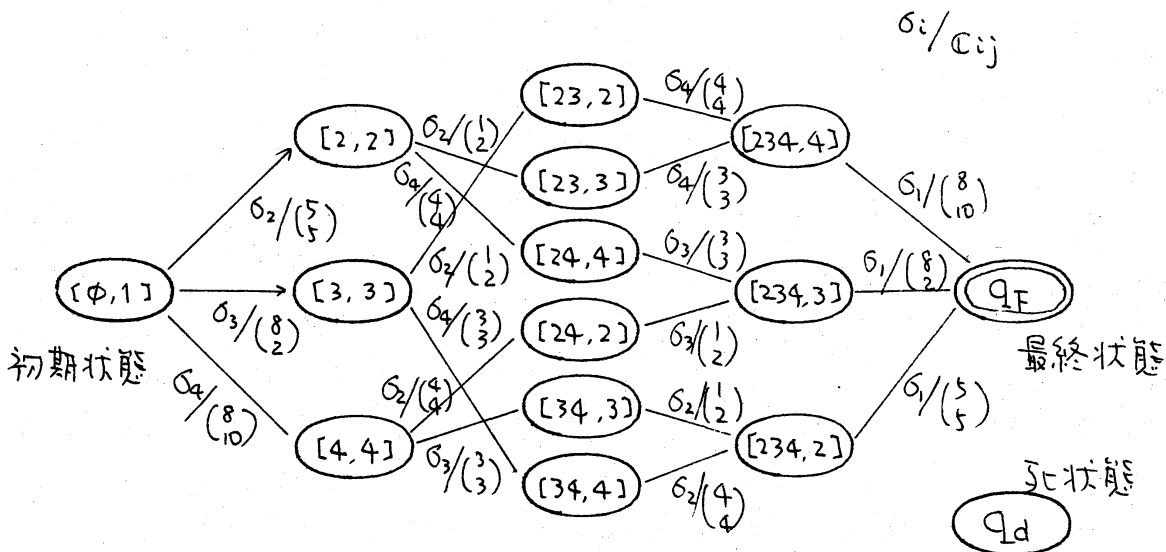 σi/ℂij
[φ,1]
初期状態
σ2/(5 5)
σ3/(8 2)
σ4/(8 10)
[2,2]
[3,3]
[4,4]
σ2/(1 2)
σ4/(4 4)
σ2/(1 2)
σ4/(3 3)
σ2/(4 4)
σ3/(3 3)
[23,2]
[23,3]
[24,4]
[24,2]
[34,3]
[34,4]
σ4/(4 4)
σ4/(3 3)
σ3/(3 3)
σ3/(1 2)
σ2/(1 2)
σ2/(4 4)
[234,4]
[234,3]
[234,2]
σ1/(8 10)
σ1/(8 2)
σ1/(5 5)
qF
最終状態
死状態
qd